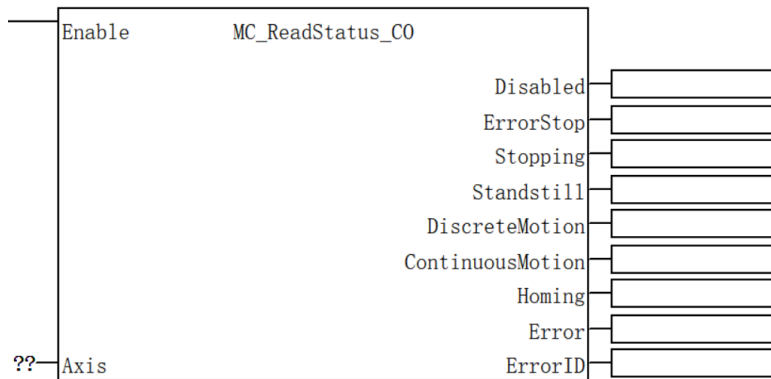 Enable MC_ReadStatus_CO
Disabled
ErrorStop
Stopping
Standstill
DiscreteMotion
ContinuousMotion
Homing
Error
?? Axis ErrorID